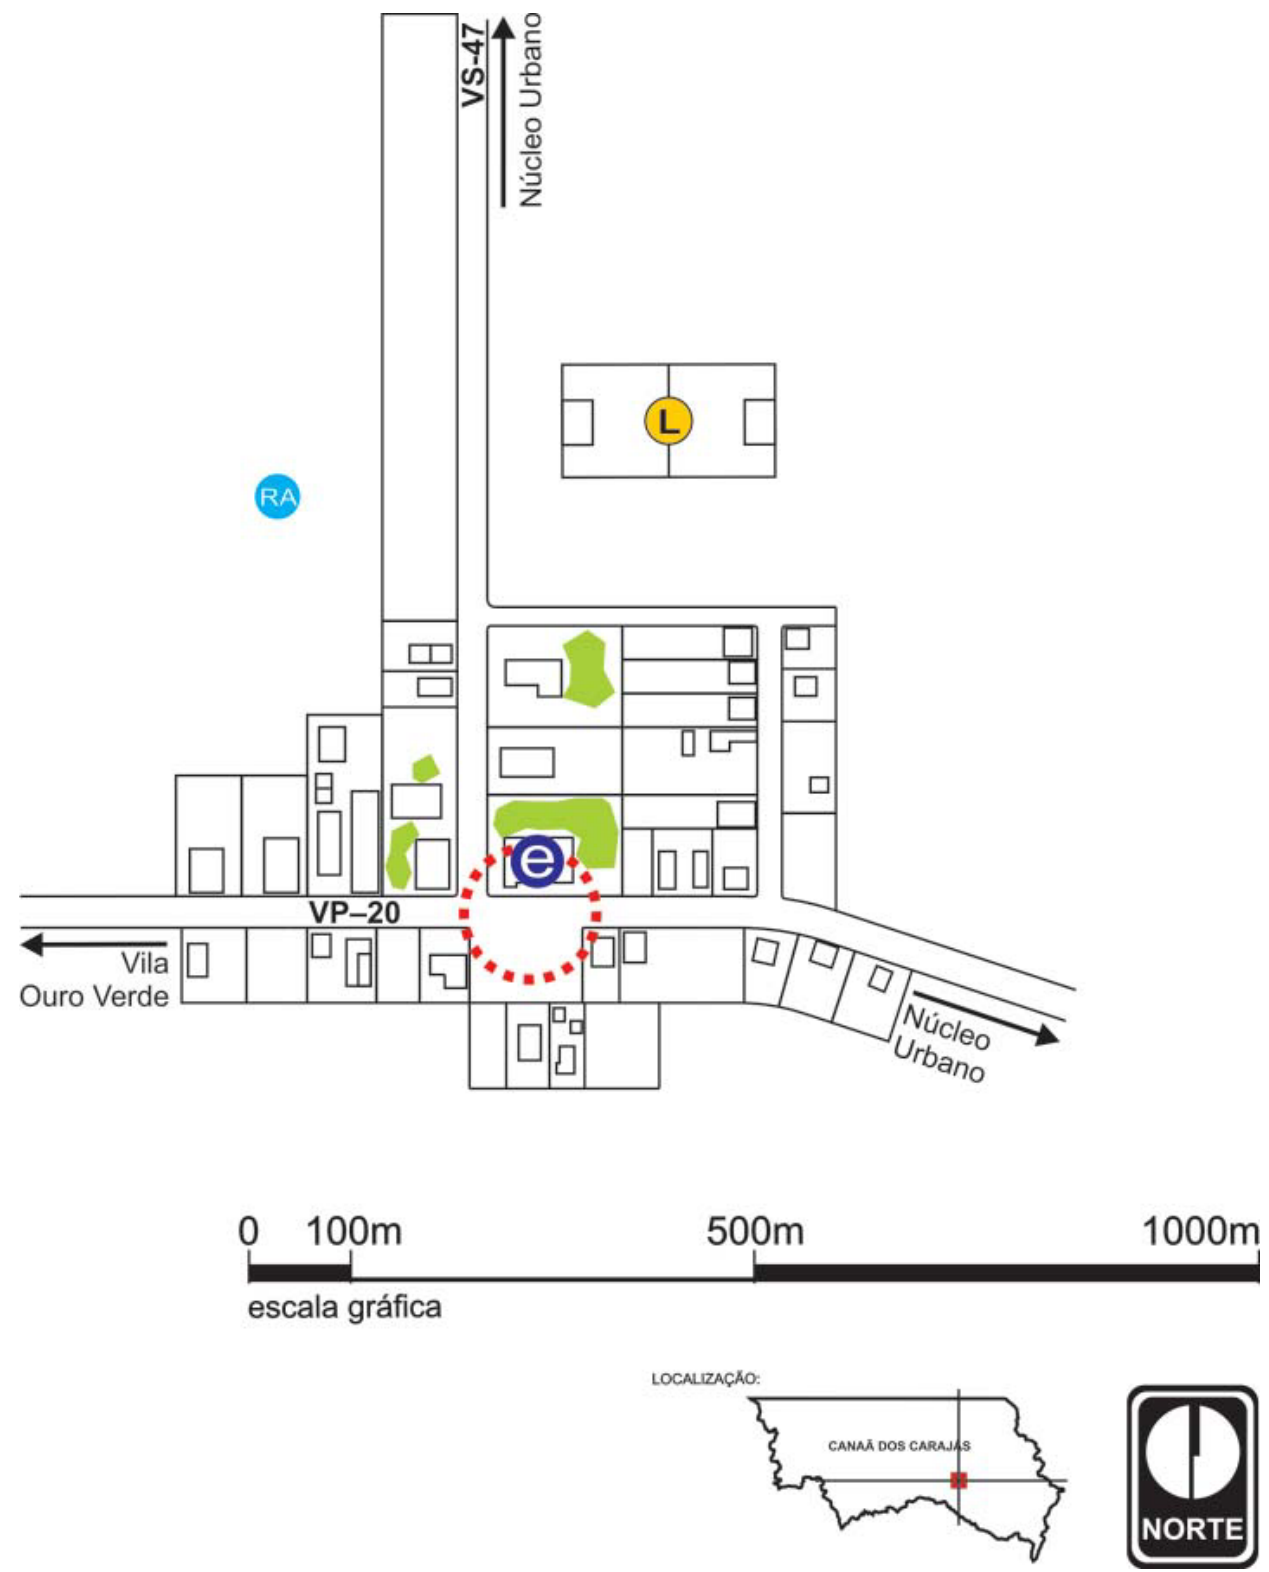 VS-47
Núcleo Urbano
L
RA
e
VP–20
Vila
Ouro Verde
Núcleo
Urbano
0 100m 500m 1000m
escala gráfica
LOCALIZAÇÃO:
CANAÃ DOS CARAJÁS
NORTE